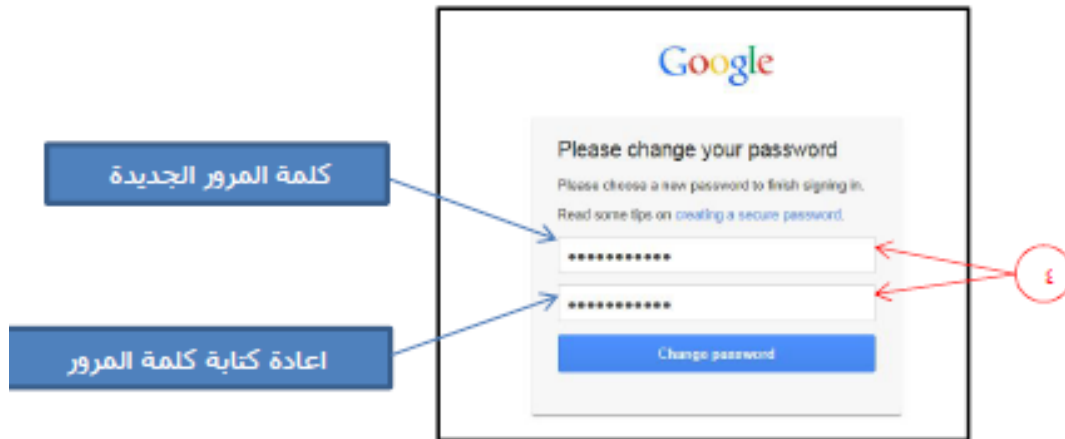 Google
Please change your password
كلمة المرور الجديدة
Please choose a new password to finish signing in.
Read some tips on creating a secure password.
•••••••••••
٤
•••••••••••
اعادة كتابة كلمة المرور
Change password